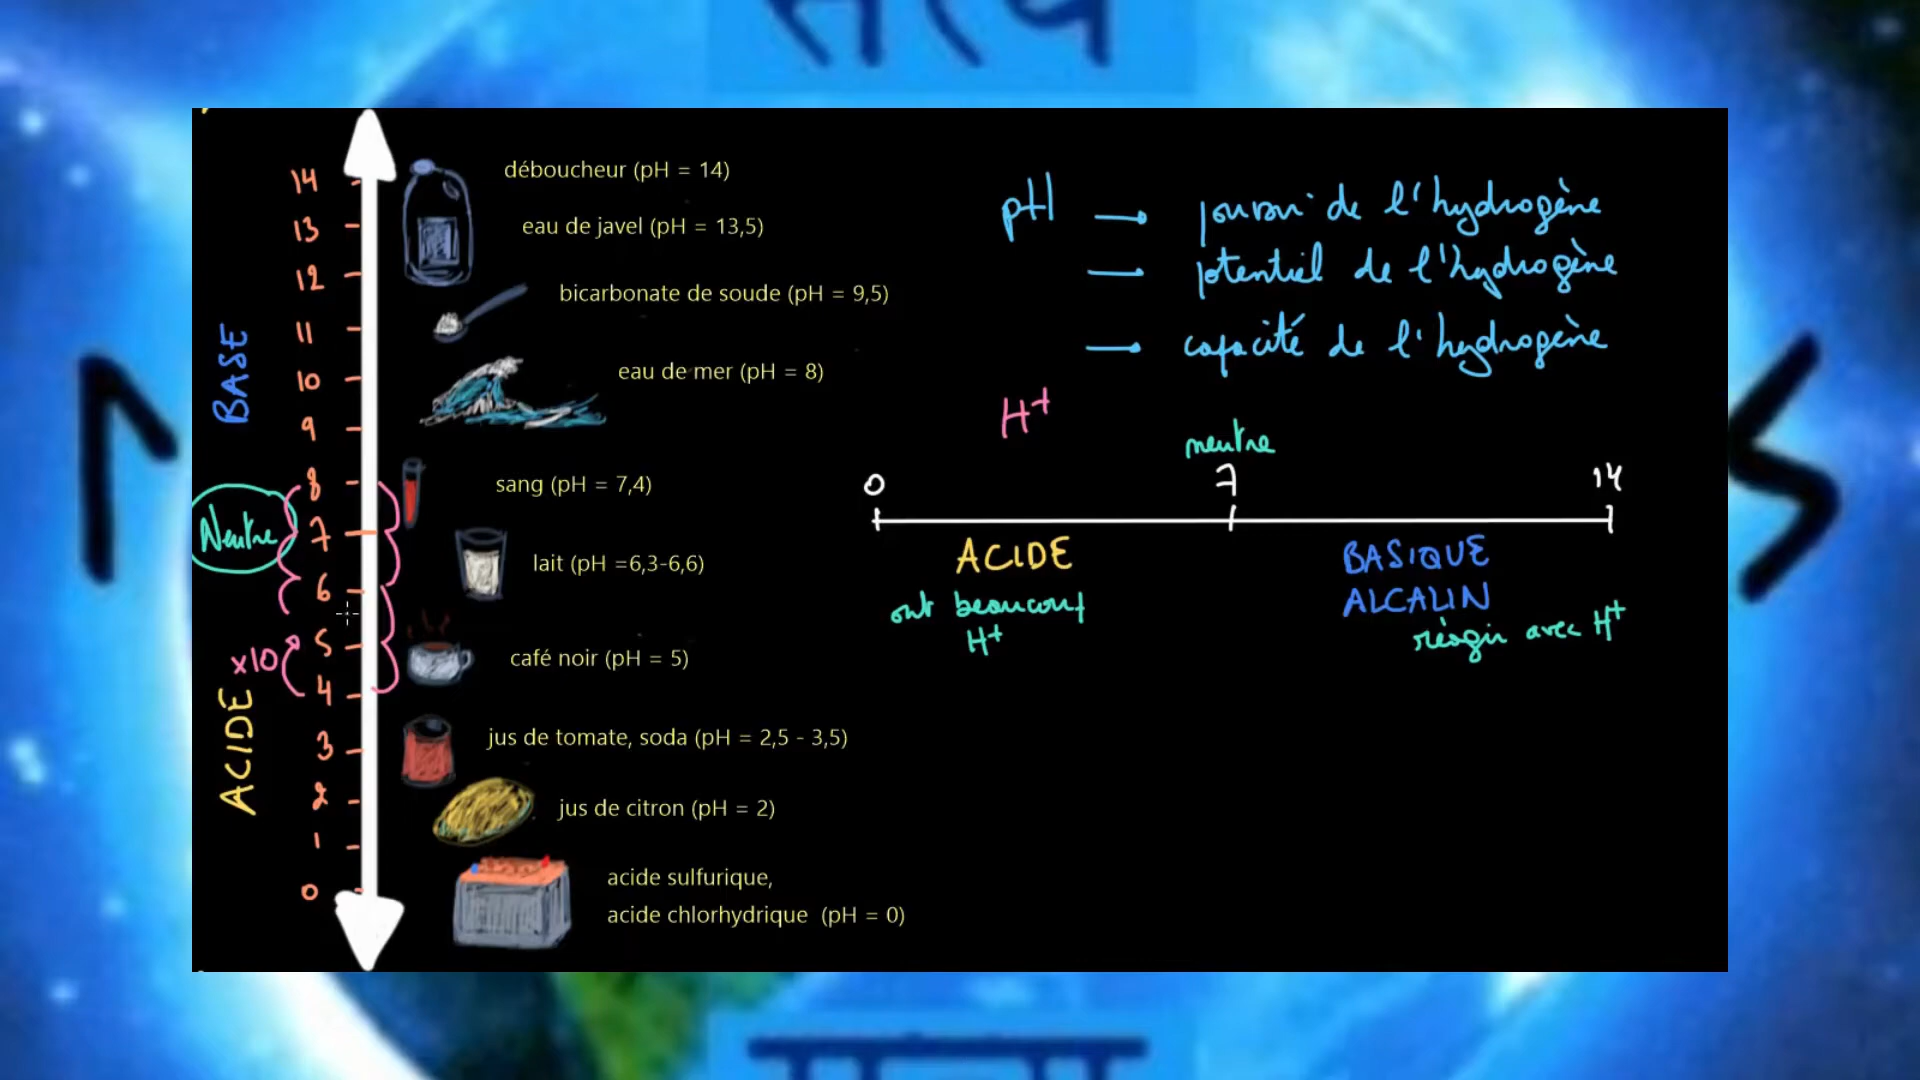 सत्य
N
S
14
13
12
11
10
9
8
7
6
5
4
3
2
1
0
BASE
Neutre
x10
ACIDE
déboucheur (pH = 14)
eau de javel (pH = 13,5)
bicarbonate de soude (pH = 9,5)
eau de mer (pH = 8)
sang (pH = 7,4)
lait (pH =6,3-6,6)
café noir (pH = 5)
jus de tomate, soda (pH = 2,5 - 3,5)
jus de citron (pH = 2)
acide sulfurique,
acide chlorhydrique (pH = 0)
pH → pouvoir de l'hydrogène
→ potentiel de l'hydrogène
→ capacité de l'hydrogène
H+
neutre
0 7 14
ACIDE
ont beaucoup
H+
BASIQUE
ALCALIN
réagir avec H+